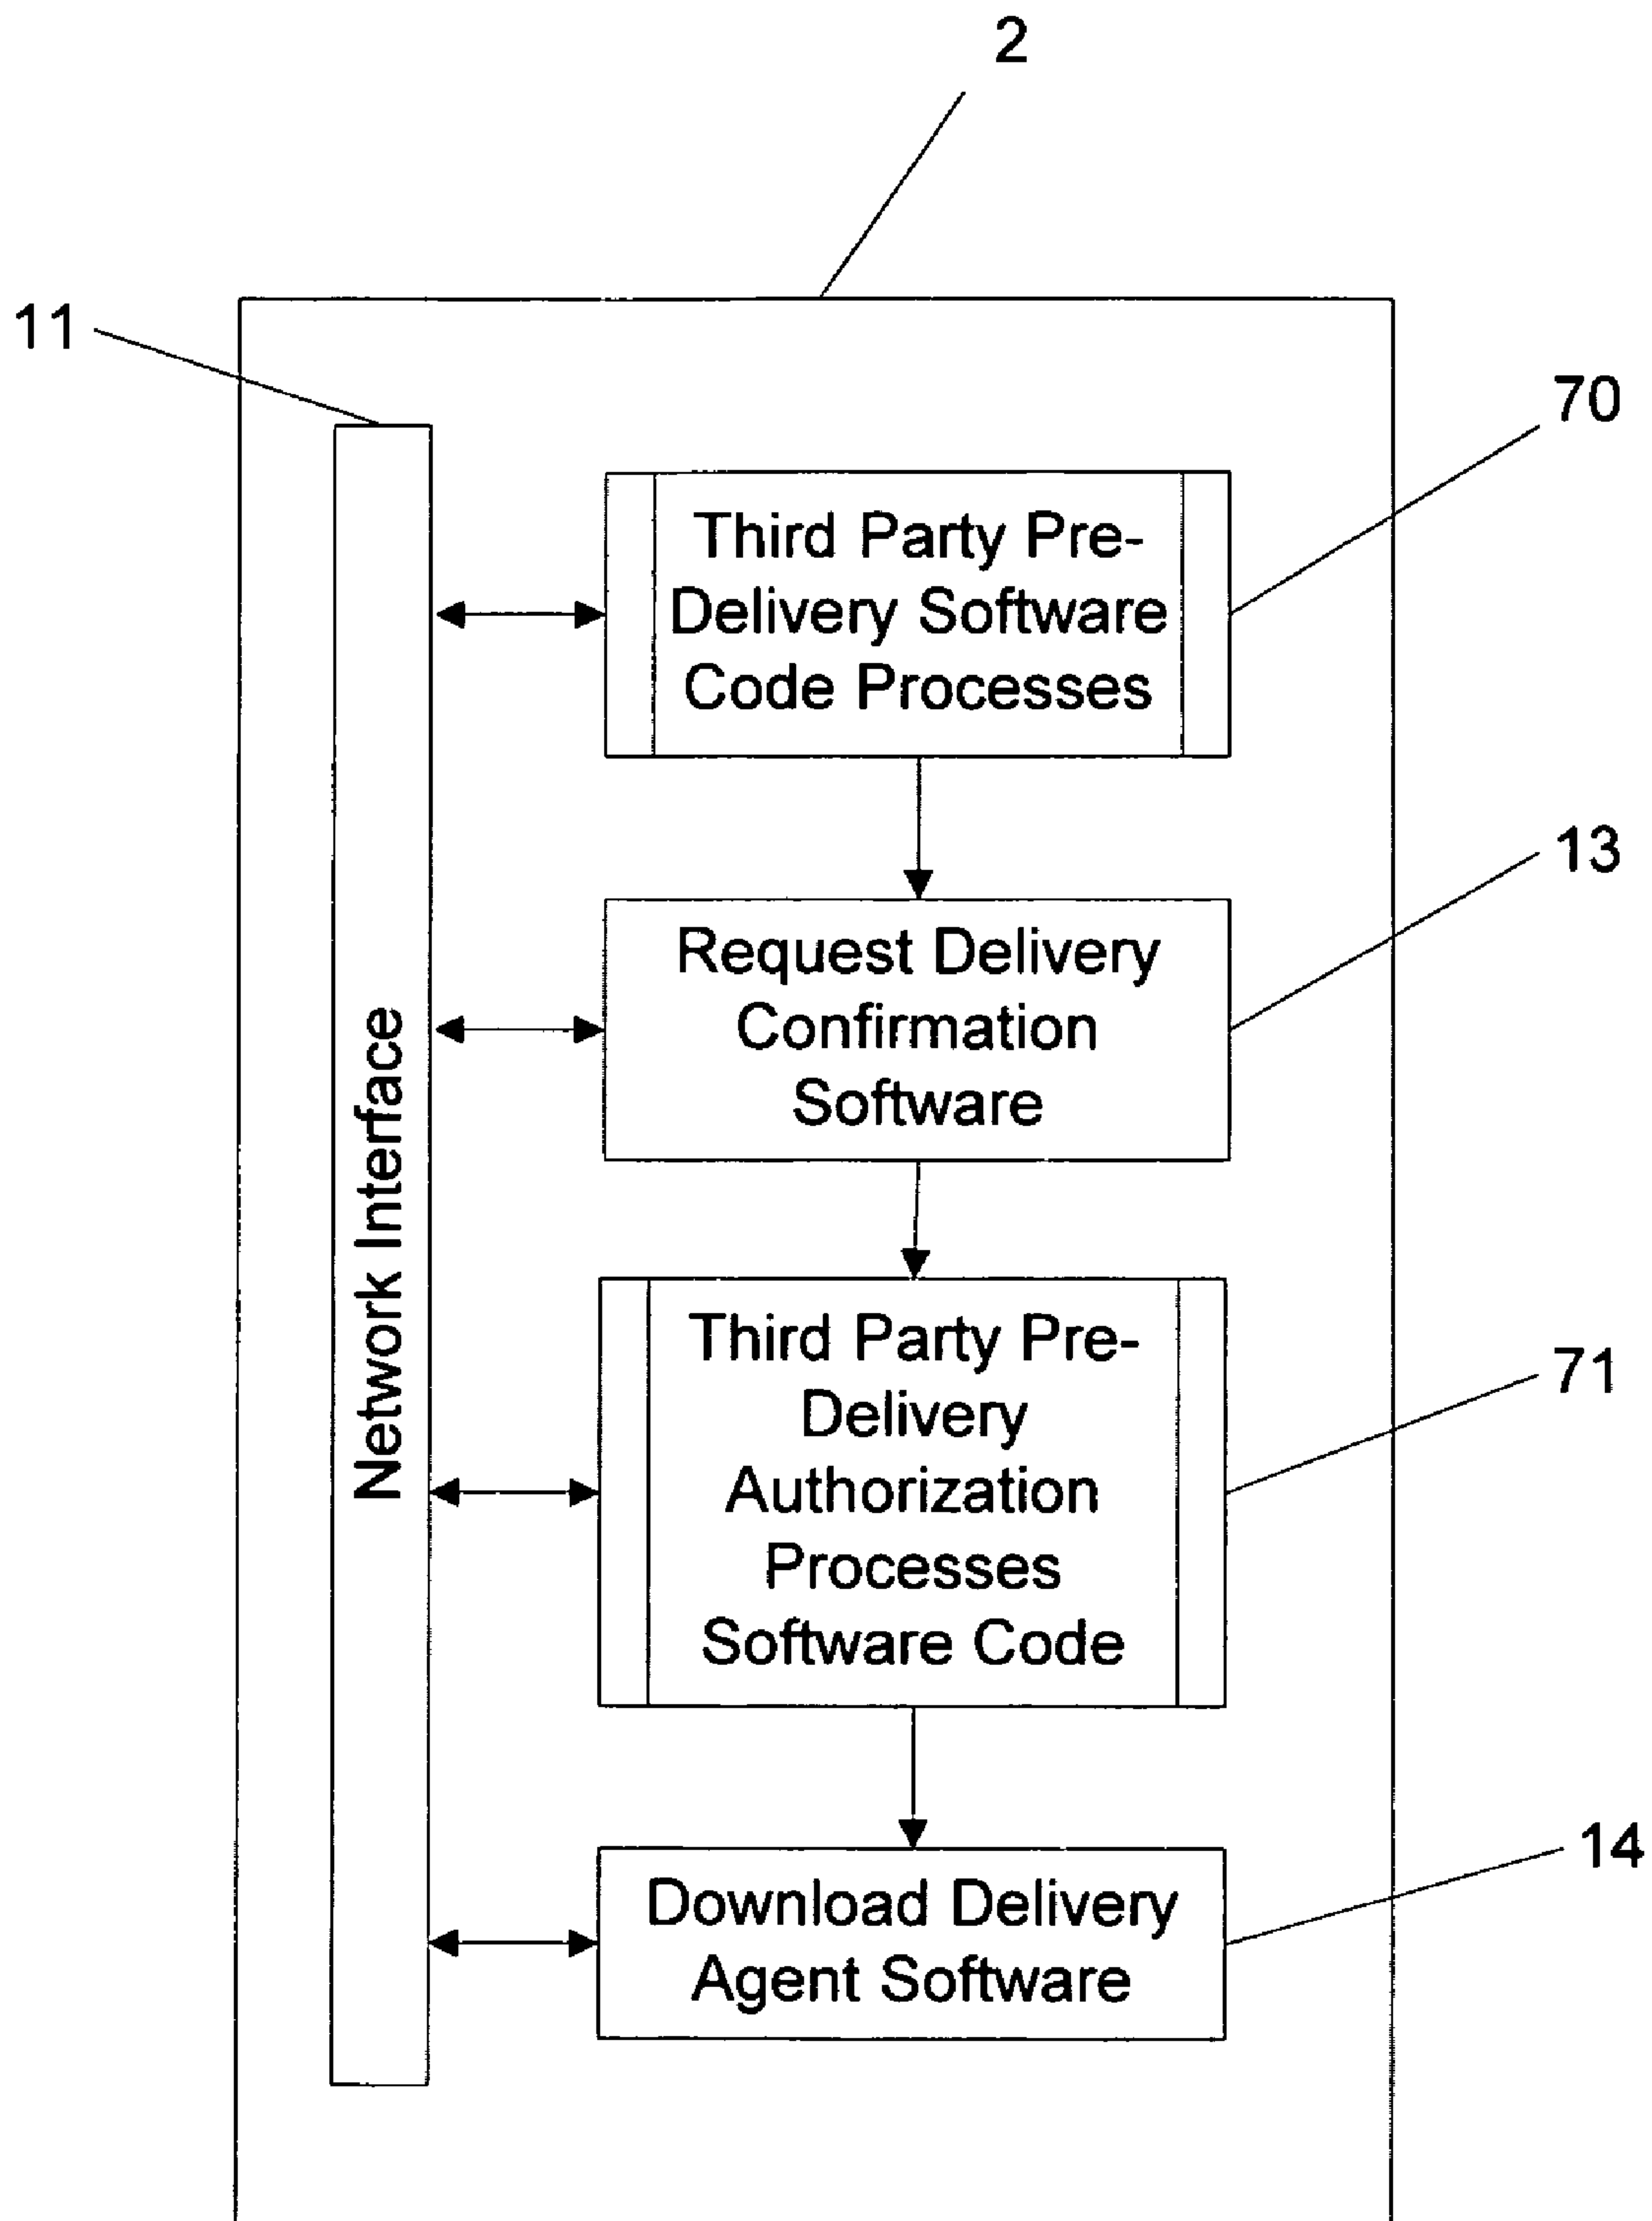 2
11
70
Third Party Pre-
Delivery Software
Code Processes
13
Request Delivery
Confirmation
Software
Network Interface
71
Third Party Pre-
Delivery
Authorization
Processes
Software Code
14
Download Delivery
Agent Software